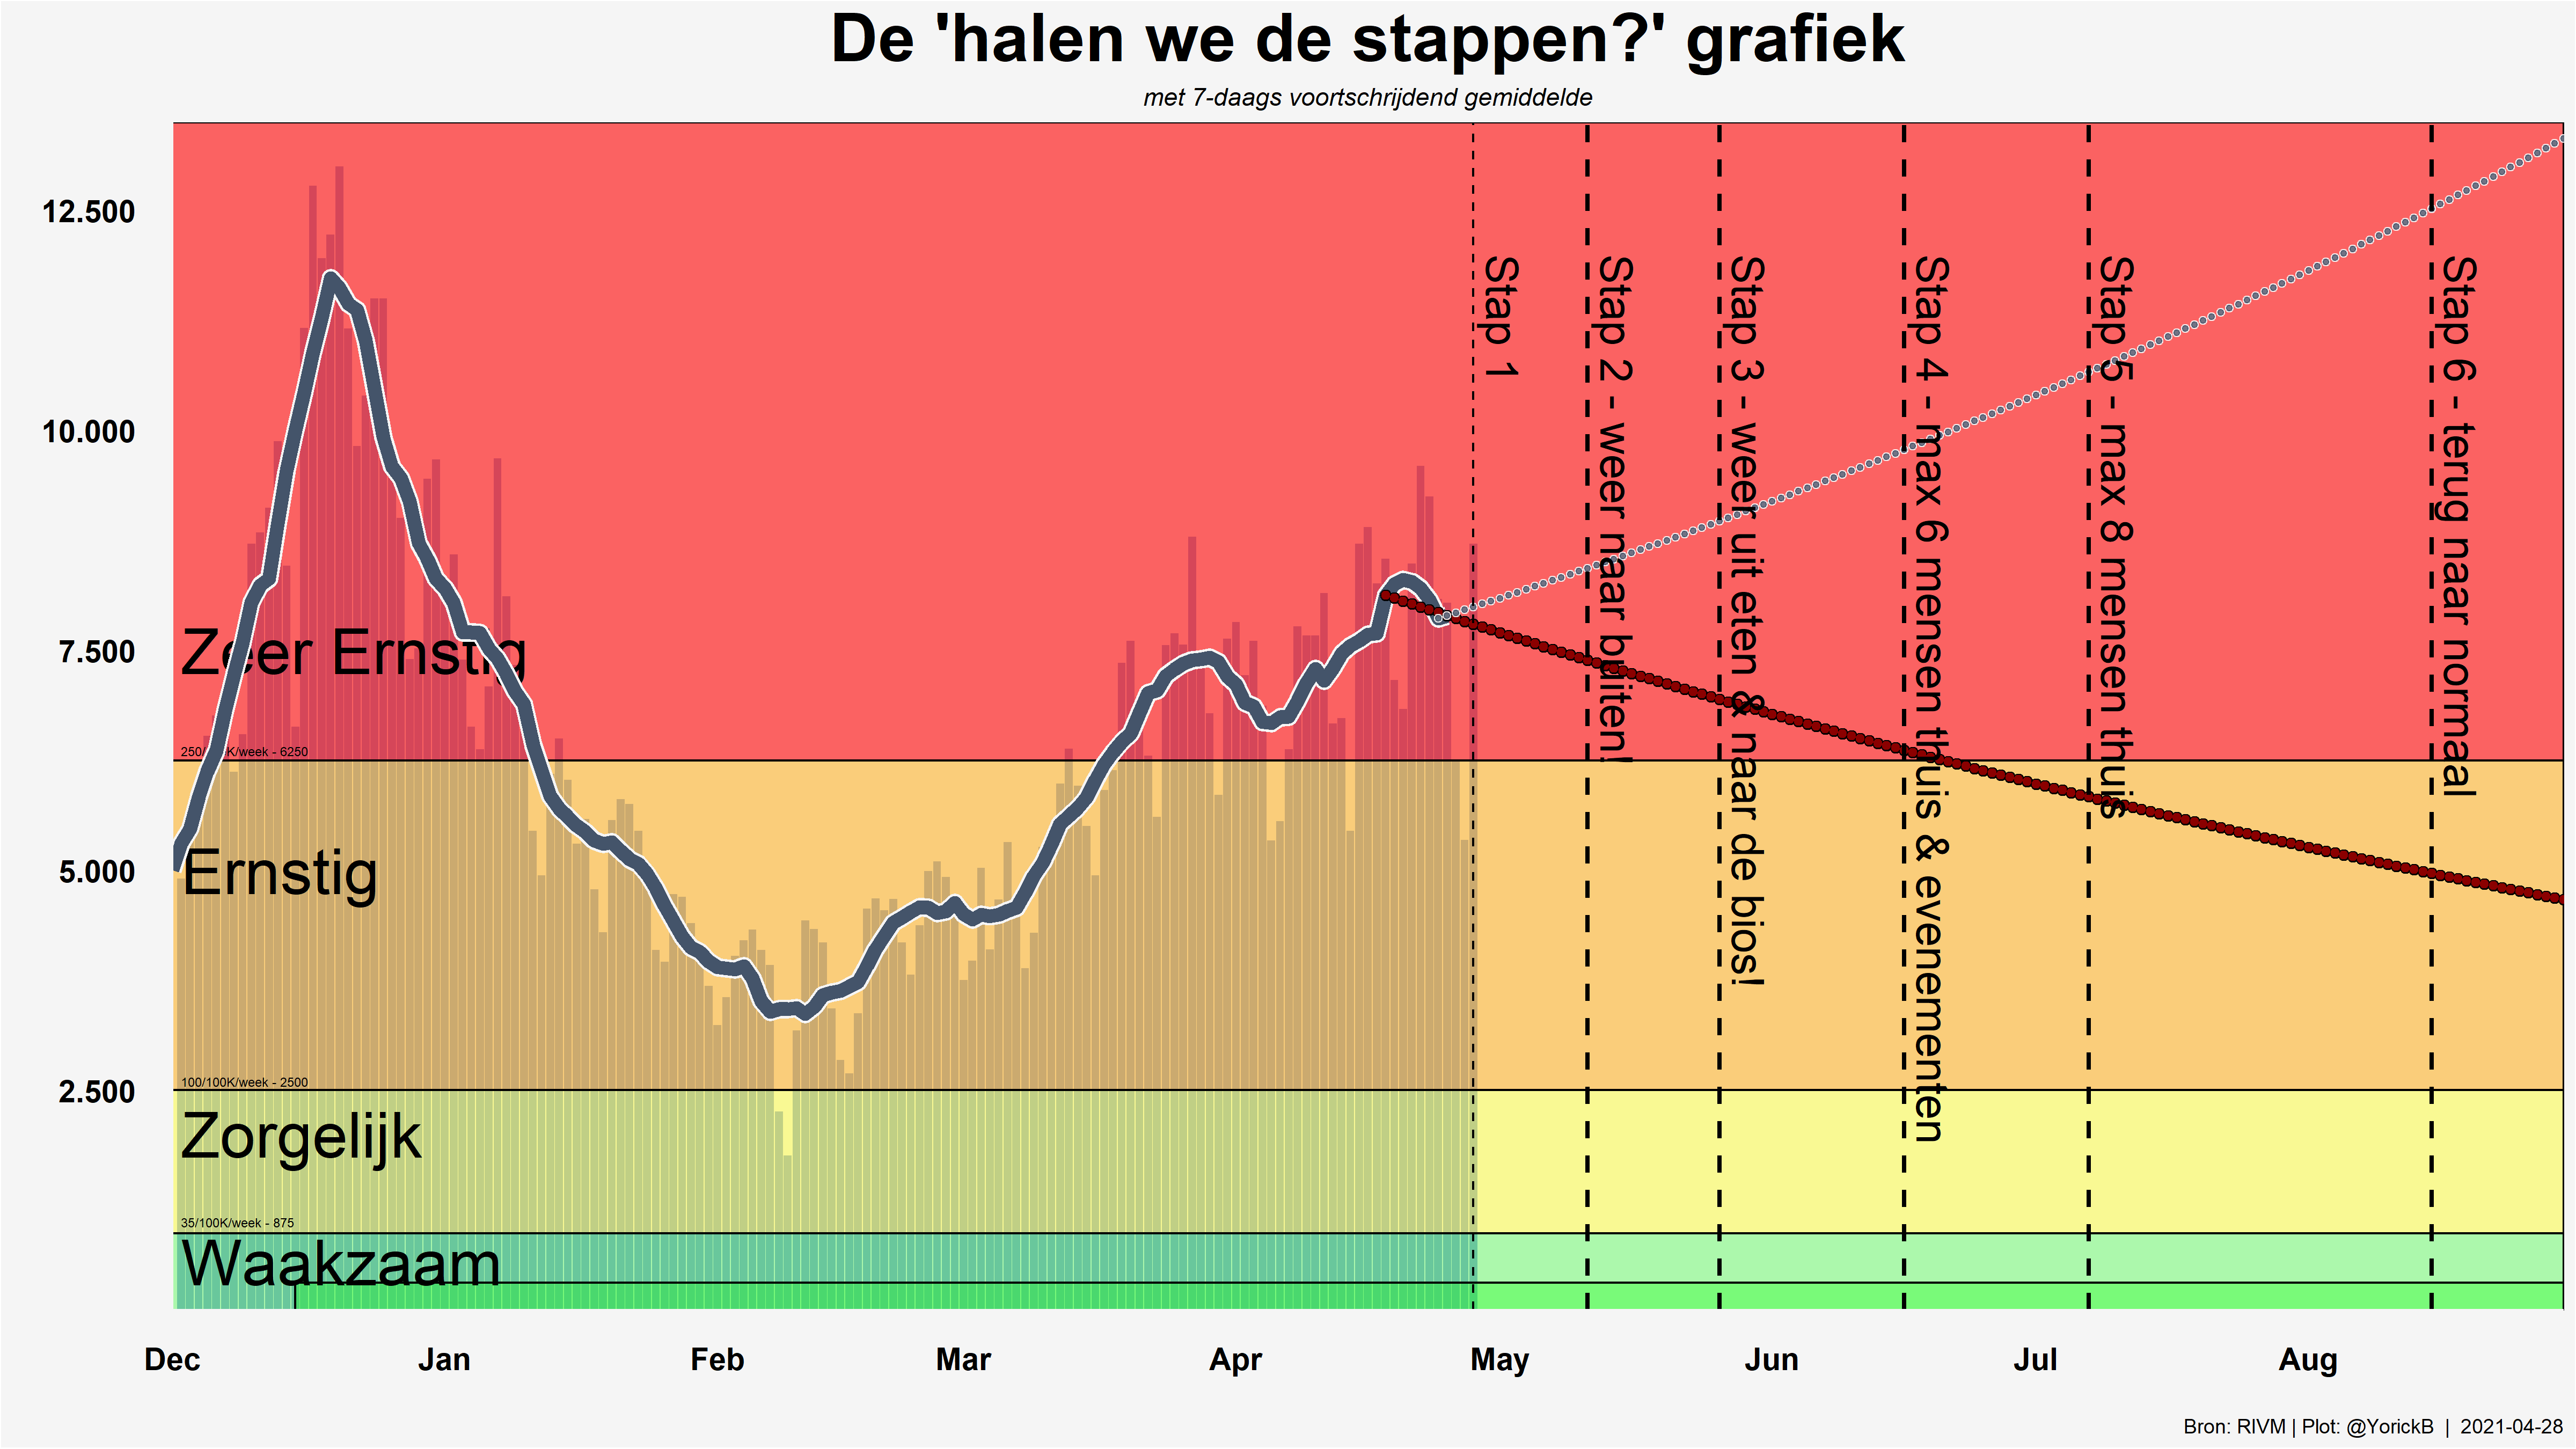 De 'halen we de stappen?' grafiek
met 7-daags voortschrijdend gemiddelde
12.500
10.000
7.500
5.000
2.500
Zeer Ernstig
250/100K/week - 6250
Ernstig
100/100K/week - 2500
Zorgelijk
35/100K/week - 875
Waakzaam
Stap 1
Stap 2 - weer naar buiten!
Stap 3 - weer uit eten & naar de bios!
Stap 4 - max 6 mensen thuis & evenementen
Stap 5 - max 8 mensen thuis
Stap 6 - terug naar normaal
Dec Jan Feb Mar Apr May Jun Jul Aug
Bron: RIVM | Plot: @YorickB | 2021-04-28